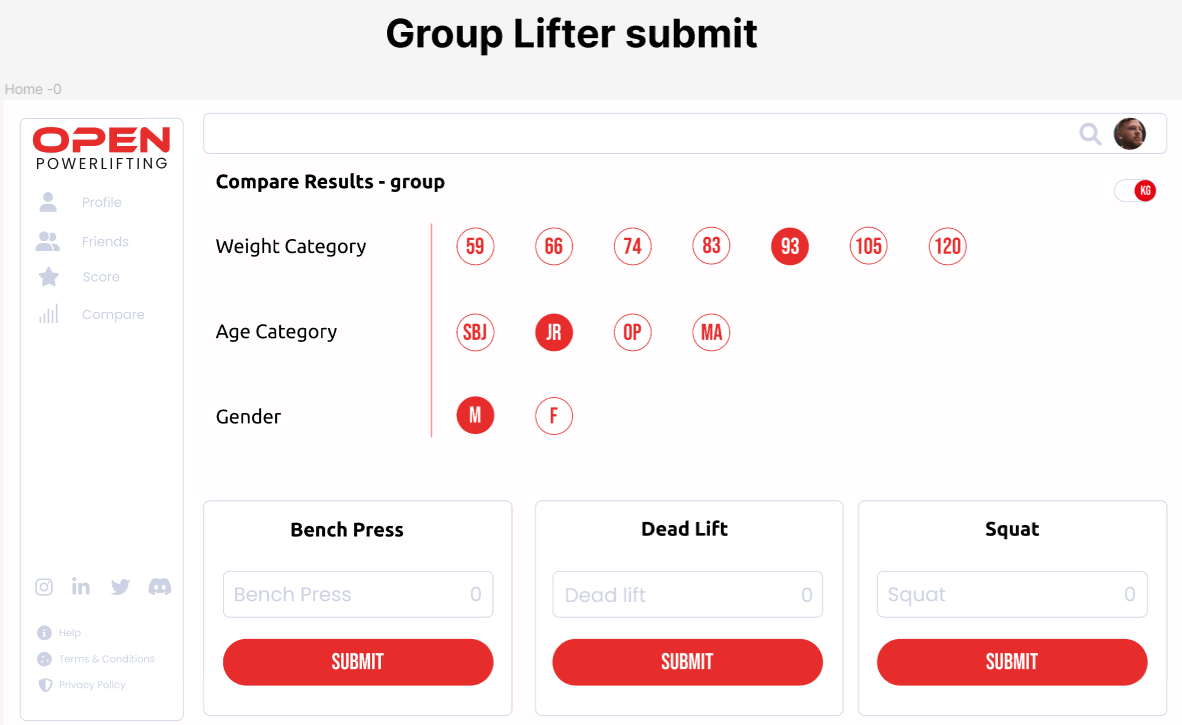 Group Lifter submit
Home -0
OPEN
POWERLIFTING
Profile
Friends
Score
Compare
Help
Terms & Conditions
Privacy Policy
Compare Results - group
KG
Weight Category 59 66 74 83 93 105 120
Age Category SBJ JR OP MA
Gender M F
Bench Press
Bench Press 0
SUBMIT
Dead Lift
Dead lift 0
SUBMIT
Squat
Squat 0
SUBMIT